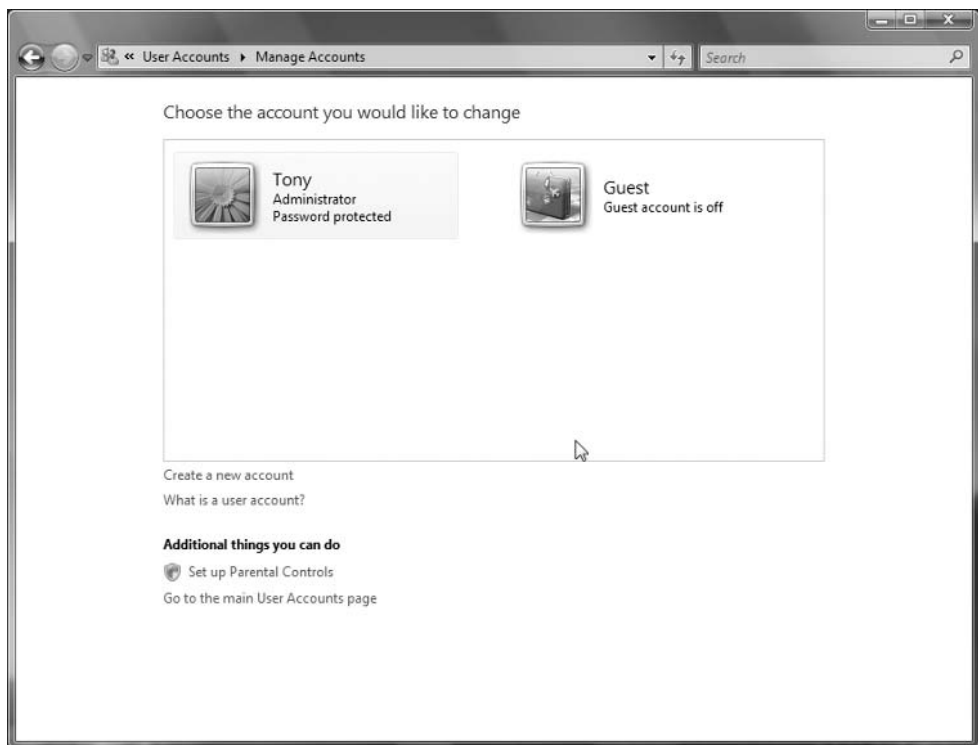 « User Accounts ▸ Manage Accounts
Search
Choose the account you would like to change
Tony
Administrator
Password protected
Guest
Guest account is off
Create a new account
What is a user account?
Additional things you can do
Set up Parental Controls
Go to the main User Accounts page